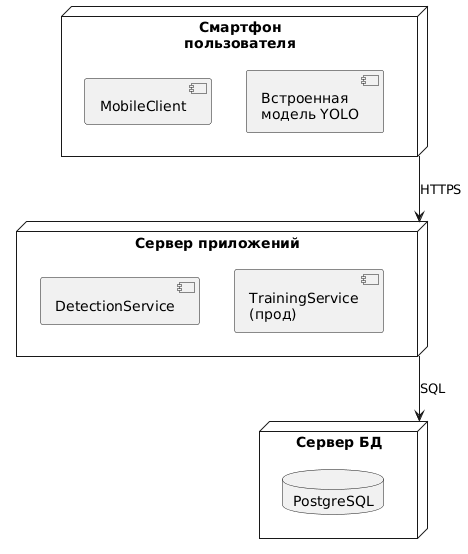 Смартфон
пользователя
MobileClient
Встроенная
модель YOLO
HTTPS
Сервер приложений
DetectionService
TrainingService
(прод)
SQL
Сервер БД
PostgreSQL